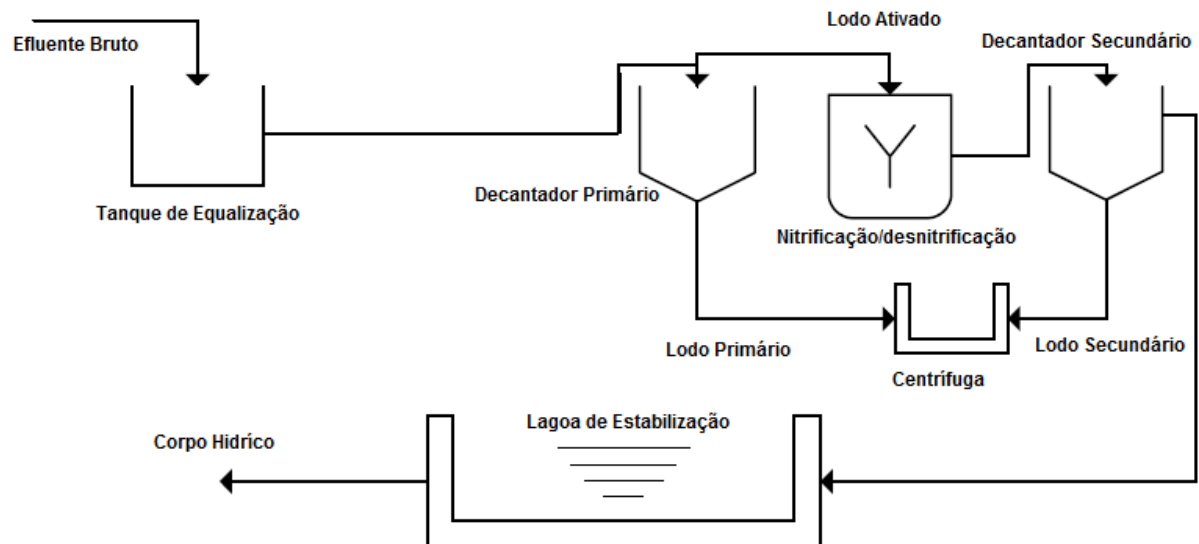 Efluente Bruto
Lodo Ativado
Decantador Secundário
Tanque de Equalização
Decantador Primário
Nitrificação/desnitrificação
Lodo Primário
Lodo Secundário
Centrífuga
Lagoa de Estabilização
Corpo Hidríco